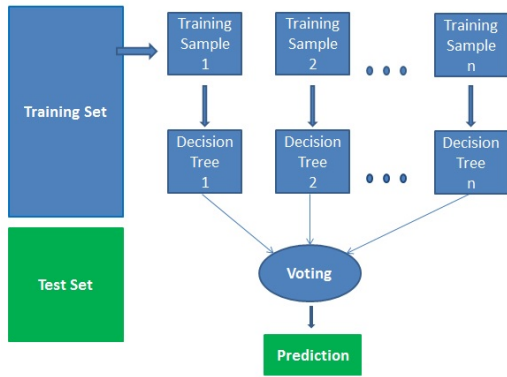 Training Set
Training
Sample
1
Training
Sample
2
Training
Sample
n
Decision
Tree
1
Decision
Tree
2
Decision
Tree
n
Test Set
Voting
Prediction